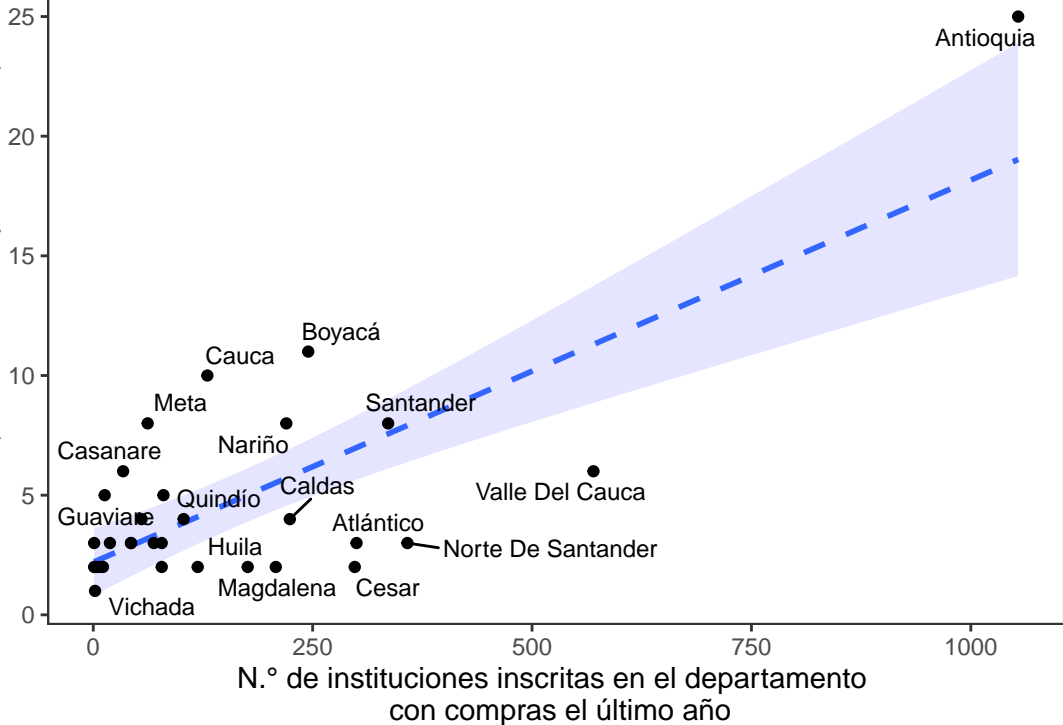 25
Antioquia
20
15
Boyacá
Cauca
10
Meta
Santander
Nariño
Casanare
Caldas
Valle Del Cauca
5
Quindío
Guaviare
Atlántico
Huila
Norte De Santander
Magdalena
Cesar
Vichada
0
0 250 500 750 1000
N.° de instituciones inscritas en el departamento
con compras el último año